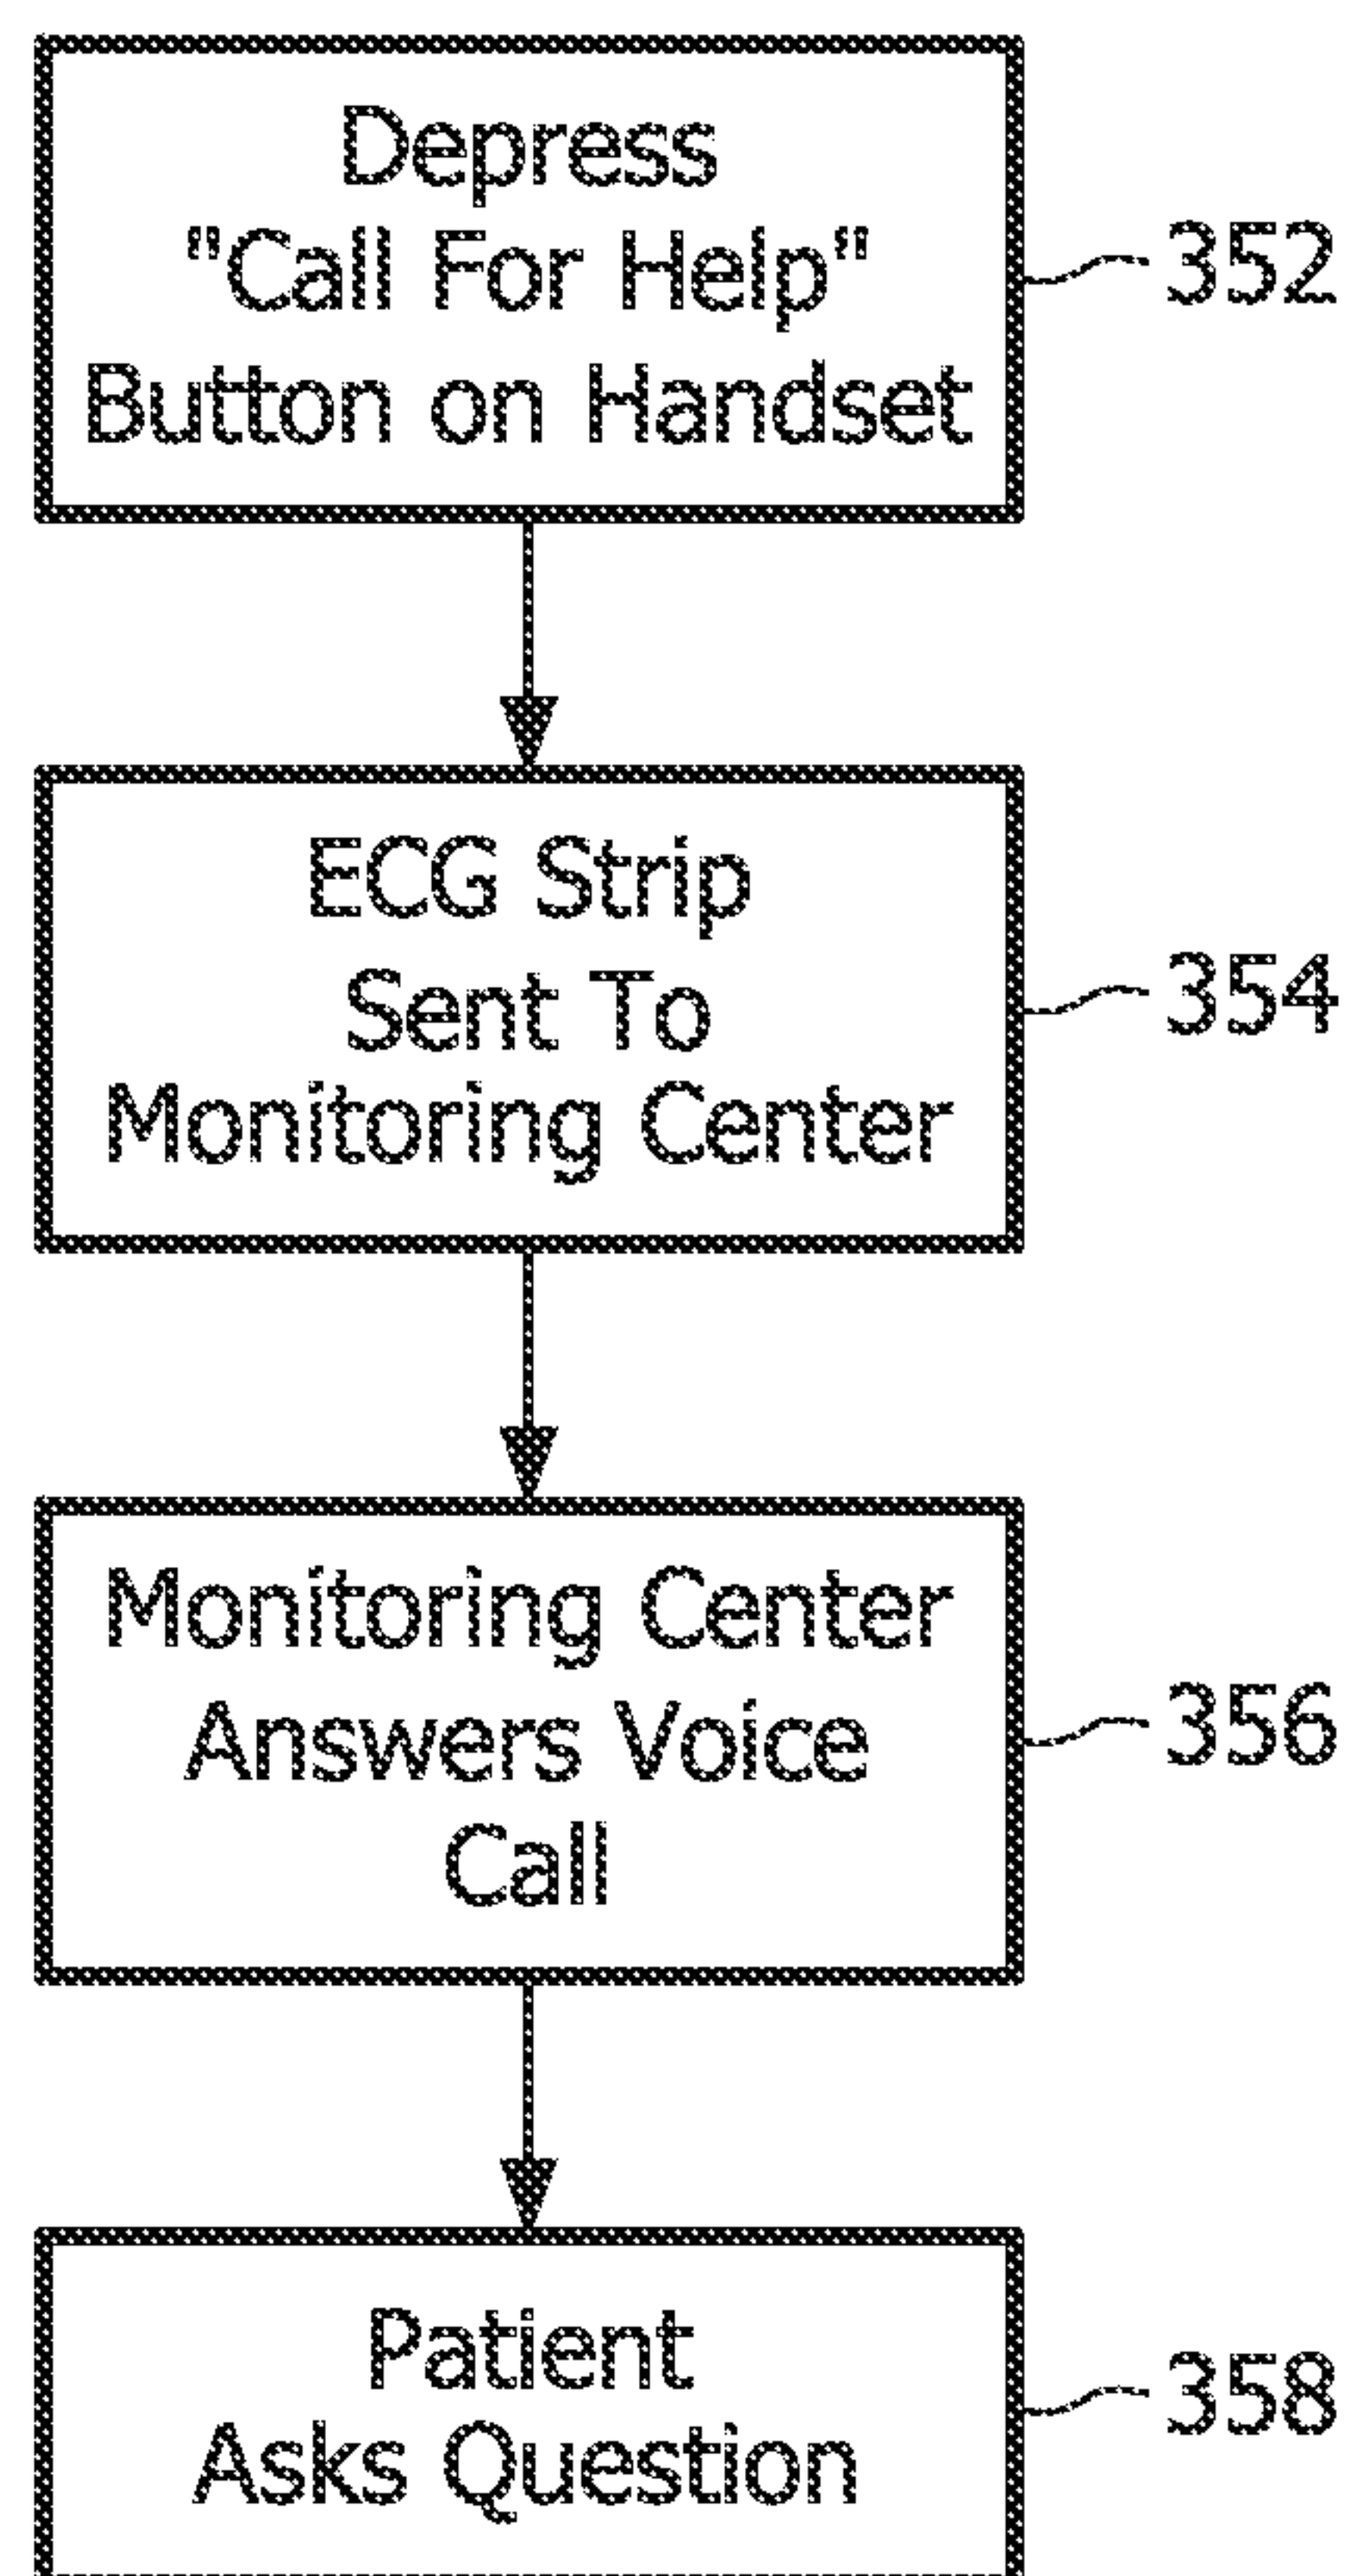 Depress
"Call For Help"
Button on Handset
352
ECG Strip
Sent To
Monitoring Center
354
Monitoring Center
Answers Voice
Call
356
Patient
Asks Question
358